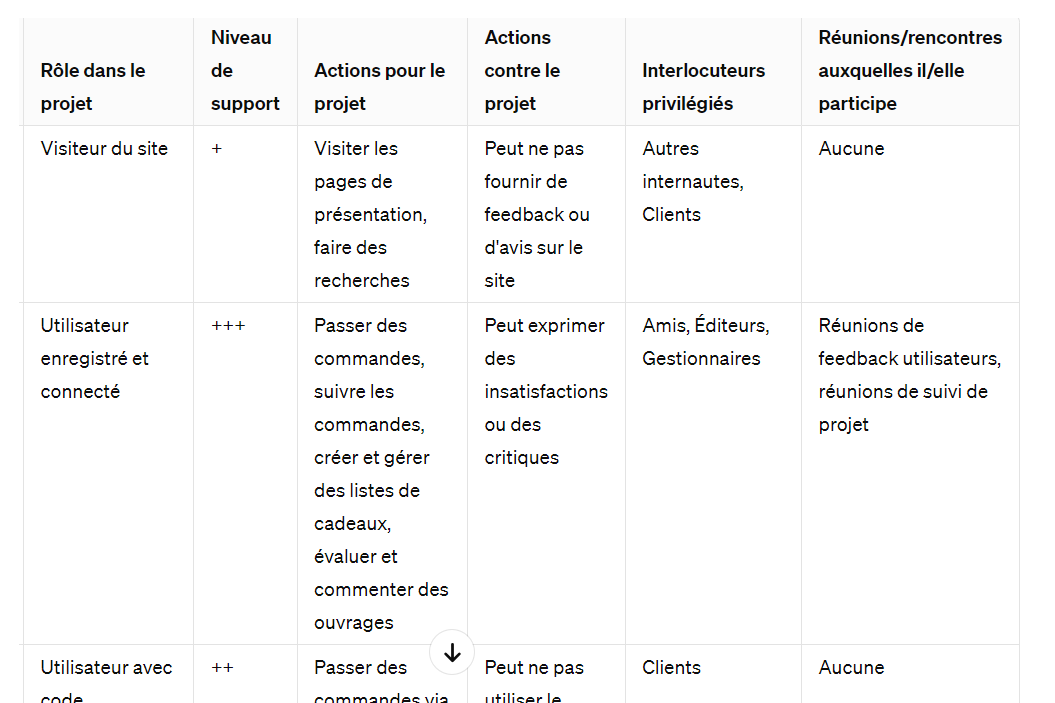 Rôle dans le projet
Niveau de support
Actions pour le projet
Actions contre le projet
Interlocuteurs privilégiés
Réunions/rencontres auxquelles il/elle participe
Visiteur du site
+
Visiter les pages de présentation, faire des recherches
Peut ne pas fournir de feedback ou d'avis sur le site
Autres internautes, Clients
Aucune
Utilisateur enregistré et connecté
+++
Passer des commandes, suivre les commandes, créer et gérer des listes de cadeaux, évaluer et commenter des ouvrages
Peut exprimer des insatisfactions ou des critiques
Amis, Éditeurs, Gestionnaires
Réunions de feedback utilisateurs, réunions de suivi de projet
Utilisateur avec code
++
Passer des commandes via
Peut ne pas utiliser le
Clients
Aucune